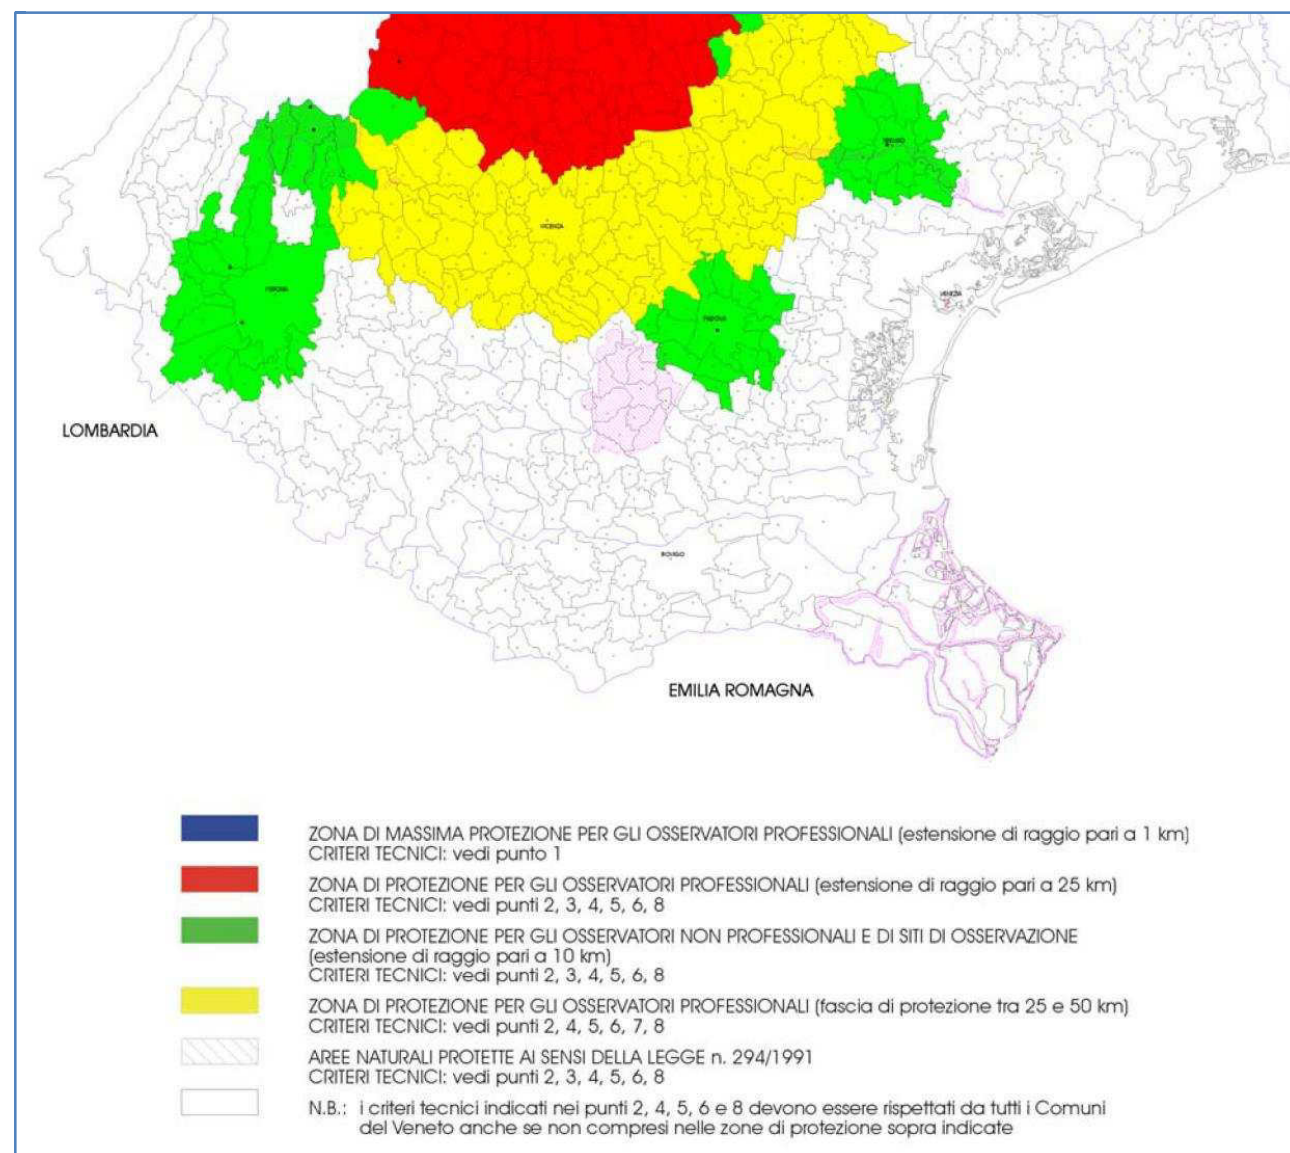 TREVISO
VICENZA
VERONA
VENEZIA
PADOVA
LOMBARDIA
ROVIGO
EMILIA ROMAGNA
ZONA DI MASSIMA PROTEZIONE PER GLI OSSERVATORI PROFESSIONALI (estensione di raggio pari a 1 km)
CRITERI TECNICI: vedi punto 1
ZONA DI PROTEZIONE PER GLI OSSERVATORI PROFESSIONALI (estensione di raggio pari a 25 km)
CRITERI TECNICI: vedi punti 2, 3, 4, 5, 6, 8
ZONA DI PROTEZIONE PER GLI OSSERVATORI NON PROFESSIONALI E DI SITI DI OSSERVAZIONE
(estensione di raggio pari a 10 km)
CRITERI TECNICI: vedi punti 2, 3, 4, 5, 6, 8
ZONA DI PROTEZIONE PER GLI OSSERVATORI PROFESSIONALI (fascia di protezione tra 25 e 50 km)
CRITERI TECNICI: vedi punti 2, 4, 5, 6, 7, 8
AREE NATURALI PROTETTE AI SENSI DELLA LEGGE n. 294/1991
CRITERI TECNICI: vedi punti 2, 3, 4, 5, 6, 8
N.B.: i criteri tecnici indicati nei punti 2, 4, 5, 6 e 8 devono essere rispettati da tutti i Comuni
del Veneto anche se non compresi nelle zone di protezione sopra indicate